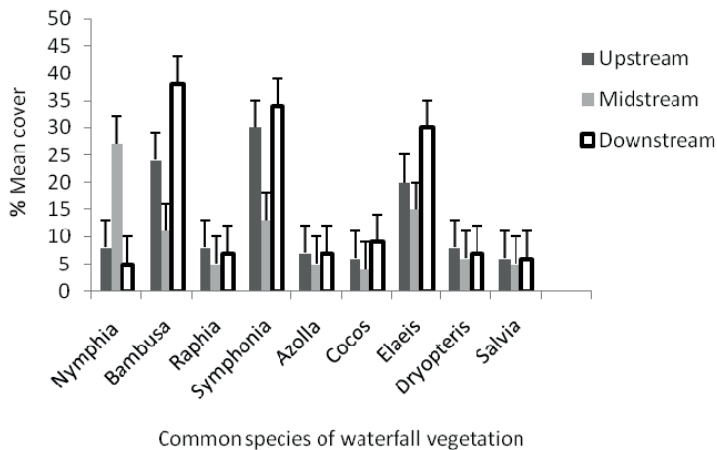 50
45
40
35
30
25
20
15
10
5
0
% Mean cover
Nymphia
Bambusa
Raphia
Symphonia
Azolla
Cocos
Elaeis
Dryopteris
Salvia
Common species of waterfall vegetation
Upstream
Midstream
Downstream